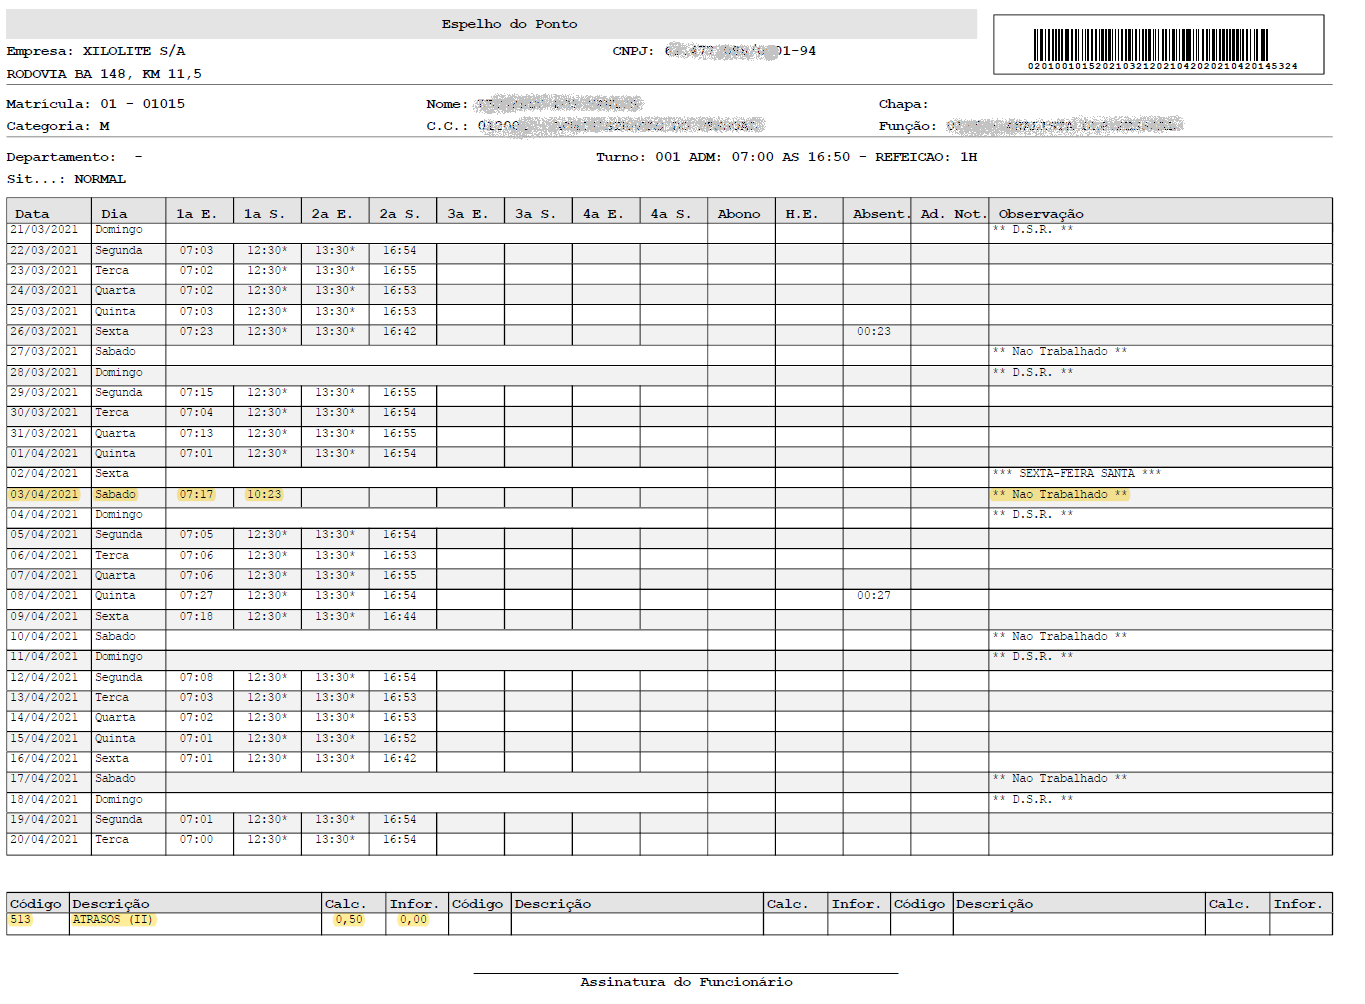 Espelho do Ponto
Empresa: XILOLITE S/A CNPJ: 01-94
RODOVIA BA 148, KM 11,5
02010010152021032120210420202104201453​24
Matrícula: 01 - 01015 Nome: Chapa:
Categoria: M C.C.: Função:
Departamento: - Turno: 001 ADM: 07:00 AS 16:50 - REFEICAO: 1H
Sit...: NORMAL
Data Dia 1a E. 1a S. 2a E. 2a S. 3a E. 3a S. 4a E. 4a S. Abono H.E. Absent. Ad. Not. Observação
21/03/2021 Domingo ** D.S.R. **
22/03/2021 Segunda 07:03 12:30* 13:30* 16:54
23/03/2021 Terca 07:02 12:30* 13:30* 16:55
24/03/2021 Quarta 07:02 12:30* 13:30* 16:53
25/03/2021 Quinta 07:03 12:30* 13:30* 16:53
26/03/2021 Sexta 07:23 12:30* 13:30* 16:42 00:23
27/03/2021 Sabado ** Nao Trabalhado **
28/03/2021 Domingo ** D.S.R. **
29/03/2021 Segunda 07:15 12:30* 13:30* 16:55
30/03/2021 Terca 07:04 12:30* 13:30* 16:54
31/03/2021 Quarta 07:13 12:30* 13:30* 16:55
01/04/2021 Quinta 07:01 12:30* 13:30* 16:54
02/04/2021 Sexta *** SEXTA-FEIRA SANTA ***
03/04/2021 Sabado 07:17 10:23 ** Nao Trabalhado **
04/04/2021 Domingo ** D.S.R. **
05/04/2021 Segunda 07:05 12:30* 13:30* 16:54
06/04/2021 Terca 07:06 12:30* 13:30* 16:53
07/04/2021 Quarta 07:06 12:30* 13:30* 16:55
08/04/2021 Quinta 07:27 12:30* 13:30* 16:54 00:27
09/04/2021 Sexta 07:18 12:30* 13:30* 16:44
10/04/2021 Sabado ** Nao Trabalhado **
11/04/2021 Domingo ** D.S.R. **
12/04/2021 Segunda 07:08 12:30* 13:30* 16:54
13/04/2021 Terca 07:03 12:30* 13:30* 16:53
14/04/2021 Quarta 07:02 12:30* 13:30* 16:53
15/04/2021 Quinta 07:01 12:30* 13:30* 16:52
16/04/2021 Sexta 07:01 12:30* 13:30* 16:42
17/04/2021 Sabado ** Nao Trabalhado **
18/04/2021 Domingo ** D.S.R. **
19/04/2021 Segunda 07:01 12:30* 13:30* 16:54
20/04/2021 Terca 07:00 12:30* 13:30* 16:54
Código Descrição Calc. Infor. Código Descrição Calc. Infor. Código Descrição Calc. Infor.
513 ATRASOS (II) 0,50 0,00
Assinatura do Funcionário